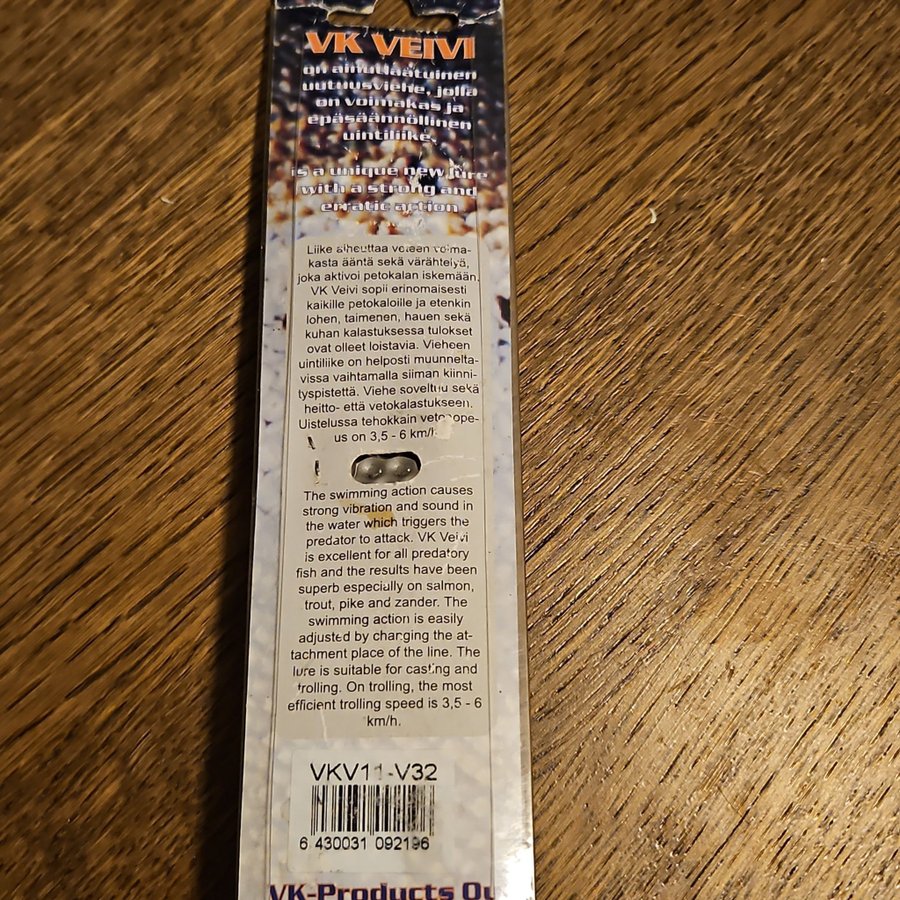 VK VEIVI
on ainutlaatuinen
uutuusviehe, jolla
on voimakas ja
epäsäännöllinen
uintiliike.
is a unique new lure
with a strong and
erratic action
Liike aiheuttaa veteen voima-
kasta ääntä sekä värähtelyä,
joka aktivoi petokalan iskemään.
VK Veivi sopii erinomaisesti
kaikille petokaloille ja etenkin
lohen, taimenen, hauen sekä
kuhan kalastuksessa tulokset
ovat olleet loistavia. Vieheen
uintiliike on helposti muunnelta-
vissa vaihtamalla siiman kiinni-
tyspistettä. Viehe soveltuu sekä
heitto- että vetokalastukseen.
Uistelussa tehokkain vetonope-
us on 3,5 - 6 km/h.
The swimming action causes
strong vibration and sound in
the water which triggers the
predator to attack. VK Veivi
is excellent for all predatory
fish and the results have been
superb especially on salmon,
trout, pike and zander. The
swimming action is easily
adjusted by changing the at-
tachment place of the line. The
lure is suitable for casting and
trolling. On trolling, the most
efficient trolling speed is 3,5 - 6
km/h.
VKV11-V32
6 430031 092196
VK-Products Oy